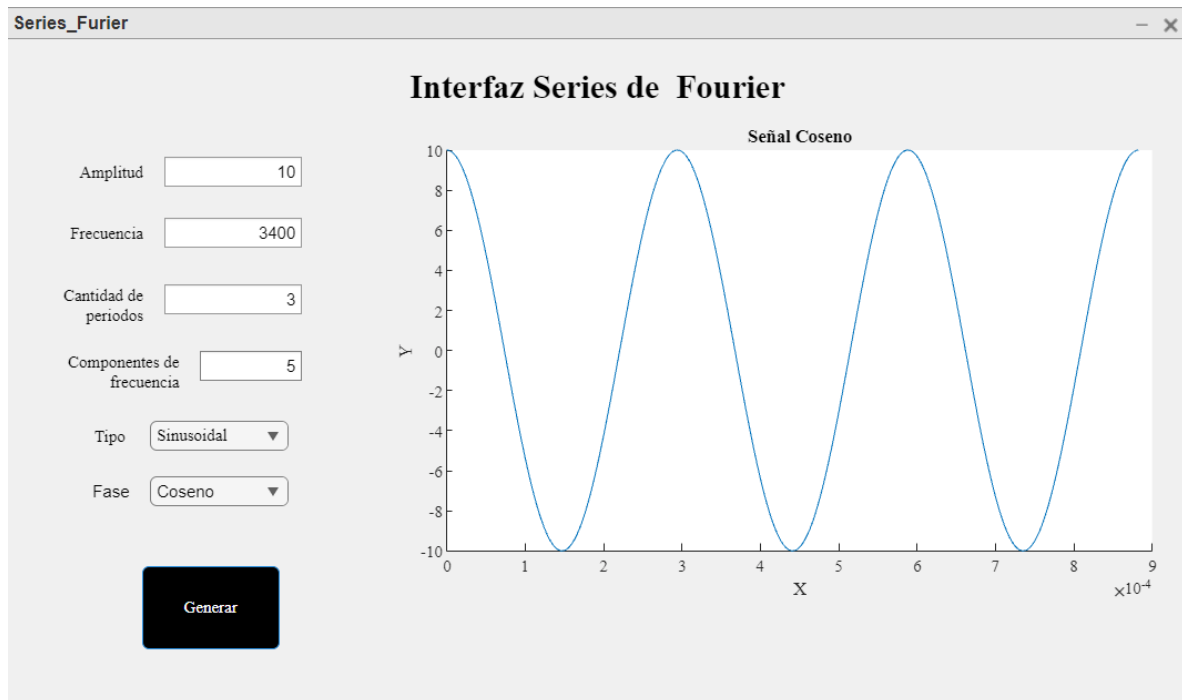 Series_Furier
Interfaz Series de Fourier
Amplitud 10
Frecuencia 3400
Cantidad de
periodos 3
Componentes de
frecuencia 5
Tipo Sinusoidal
Fase Coseno
Generar
Señal Coseno
10
8
6
4
2
0
-2
-4
-6
-8
-10
Y
0 1 2 3 4 5 6 7 8 9
X
×10-4